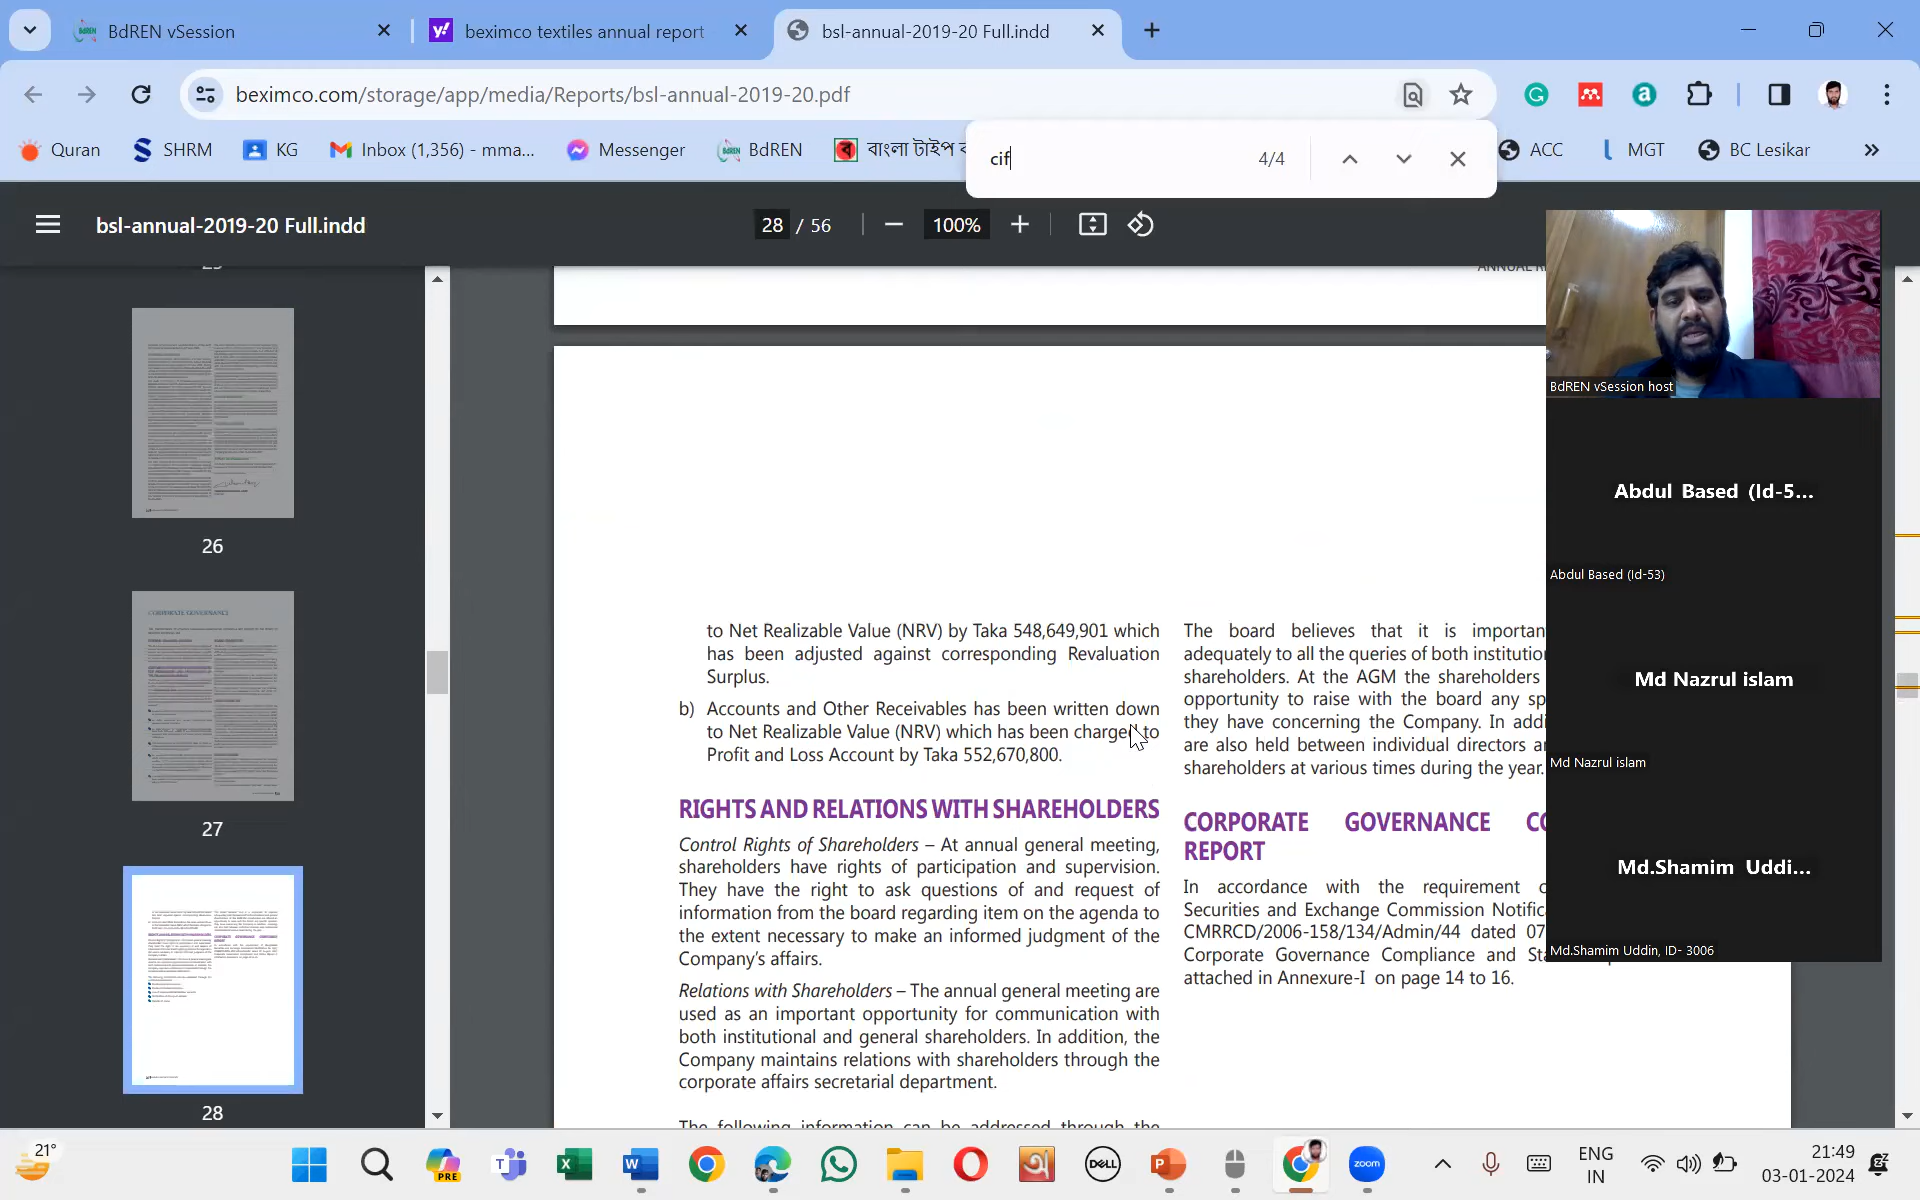 BdREN vSession
beximco textiles annual report
bsl-annual-2019-20 Full.indd
beximco.com/storage/app/media/Reports/bsl-annual-2019-20.pdf
Quran
SHRM
KG
Inbox (1,356) - mma...
Messenger
BdREN
বাংলা টাইপ
ACC
MGT
BC Lesikar
cif
4/4
bsl-annual-2019-20 Full.indd
28 / 56
100%
26
27
28
to Net Realizable Value (NRV) by Taka 548,649,901 which
has been adjusted against corresponding Revaluation
Surplus.
b) Accounts and Other Receivables has been written down
to Net Realizable Value (NRV) which has been charged to
Profit and Loss Account by Taka 552,670,800.
RIGHTS AND RELATIONS WITH SHAREHOLDERS
Control Rights of Shareholders – At annual general meeting,
shareholders have rights of participation and supervision.
They have the right to ask questions of and request of
information from the board regarding item on the agenda to
the extent necessary to make an informed judgment of the
Company's affairs.
Relations with Shareholders – The annual general meeting are
used as an important opportunity for communication with
both institutional and general shareholders. In addition, the
Company maintains relations with shareholders through the
corporate affairs secretarial department.
The following information can be addressed through the
The board believes that it is importan
adequately to all the queries of both institution
shareholders. At the AGM the shareholders
opportunity to raise with the board any sp
they have concerning the Company. In addi
are also held between individual directors a
shareholders at various times during the year.
CORPORATE GOVERNANCE CO
REPORT
In accordance with the requirement
Securities and Exchange Commission Notific
CMRRCD/2006-158/134/Admin/44 dated 07
Corporate Governance Compliance and Sta
attached in Annexure-I on page 14 to 16.
BdREN vSession host
Abdul Based (Id-5...
Abdul Based (Id-53)
Md Nazrul islam
Md Nazrul islam
Md.Shamim Uddi...
Md.Shamim Uddin, ID- 3006
21°
PRE
DELL
zoom
ENG
IN
21:49
03-01-2024